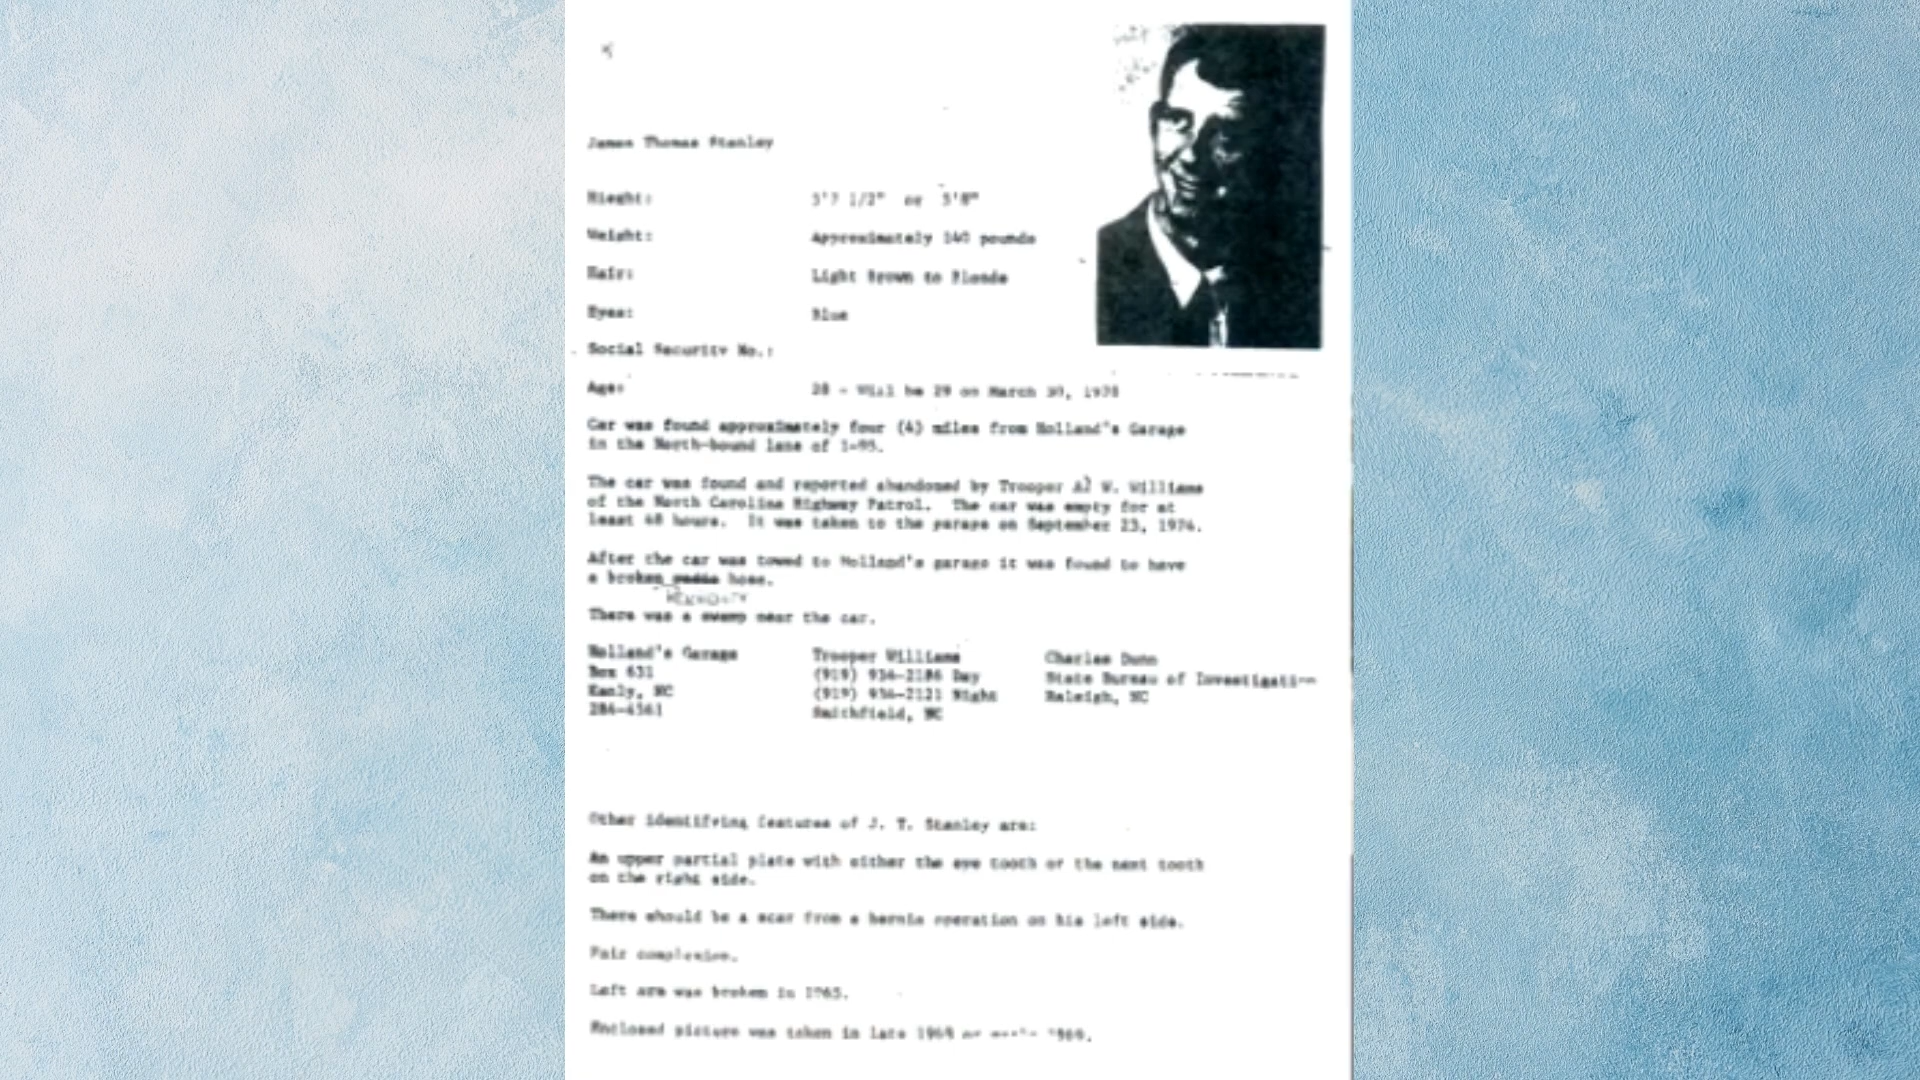 James Thomas Stanley
Hieght: 5'7 1/2" or 5'8"
Weight: Approximately 140 pounds
Hair: Light Brown to Blonde
Eyes: Blue
Social Security No.:
Age: 28 - Will be 29 on March 30,
Car was found approximately four (4) miles from Holland's Garage
in the North-bound lane of I-95.
The car was found and reported abandoned by Trooper W. Williams
of the North Carolina Highway Patrol. The car was empty for at
least 48 hours. It was taken to the garage on September 23,
After the car was towed to Holland's garage it was found to have
a broken hose.
There was a swamp near the car.
Holland's Garage Trooper Williams Charles Dunn
Box 631 (919) 934-2186 Day State Bureau of Investigation
NC (919) 934-2121 Night Raleigh, NC
Smithfield, NC
Other identifying features of J. T. Stanley are:
An upper partial plate with either the eye tooth or the next tooth
on the right side.
There should be a scar from a hernia operation on his left side.
Fair complexion.
Left arm was broken in 1965.
Enclosed picture was taken in late